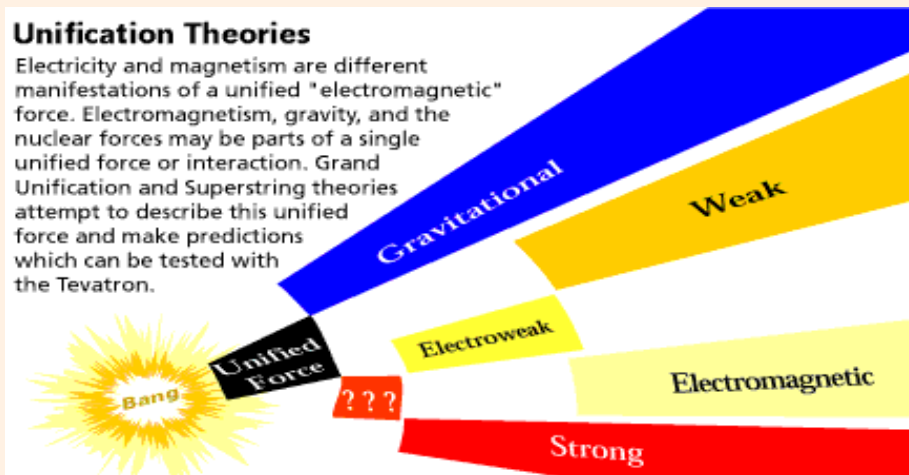 Unification Theories
Electricity and magnetism are different
manifestations of a unified "electromagnetic"
force. Electromagnetism, gravity, and the
nuclear forces may be parts of a single
unified force or interaction. Grand
Unification and Superstring theories
attempt to describe this unified
force and make predictions
which can be tested with
the Tevatron.
Gravitational
Weak
Electroweak
Unified
Force
Bang
? ? ?
Electromagnetic
Strong